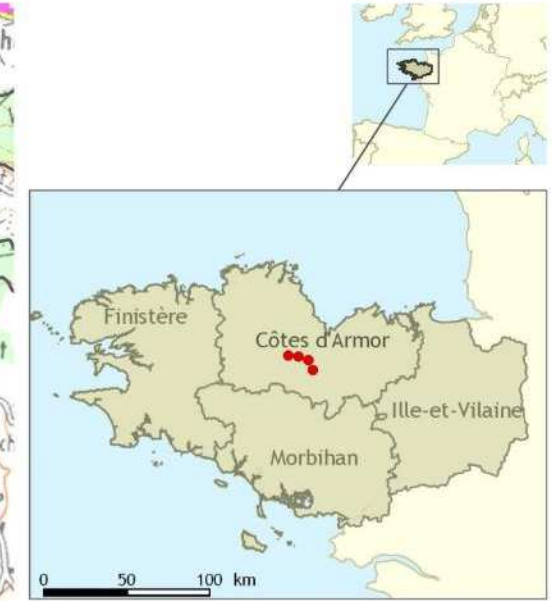 Finistère
Côtes d'Armor
Ille-et-Vilaine
Morbihan
0 50 100 km